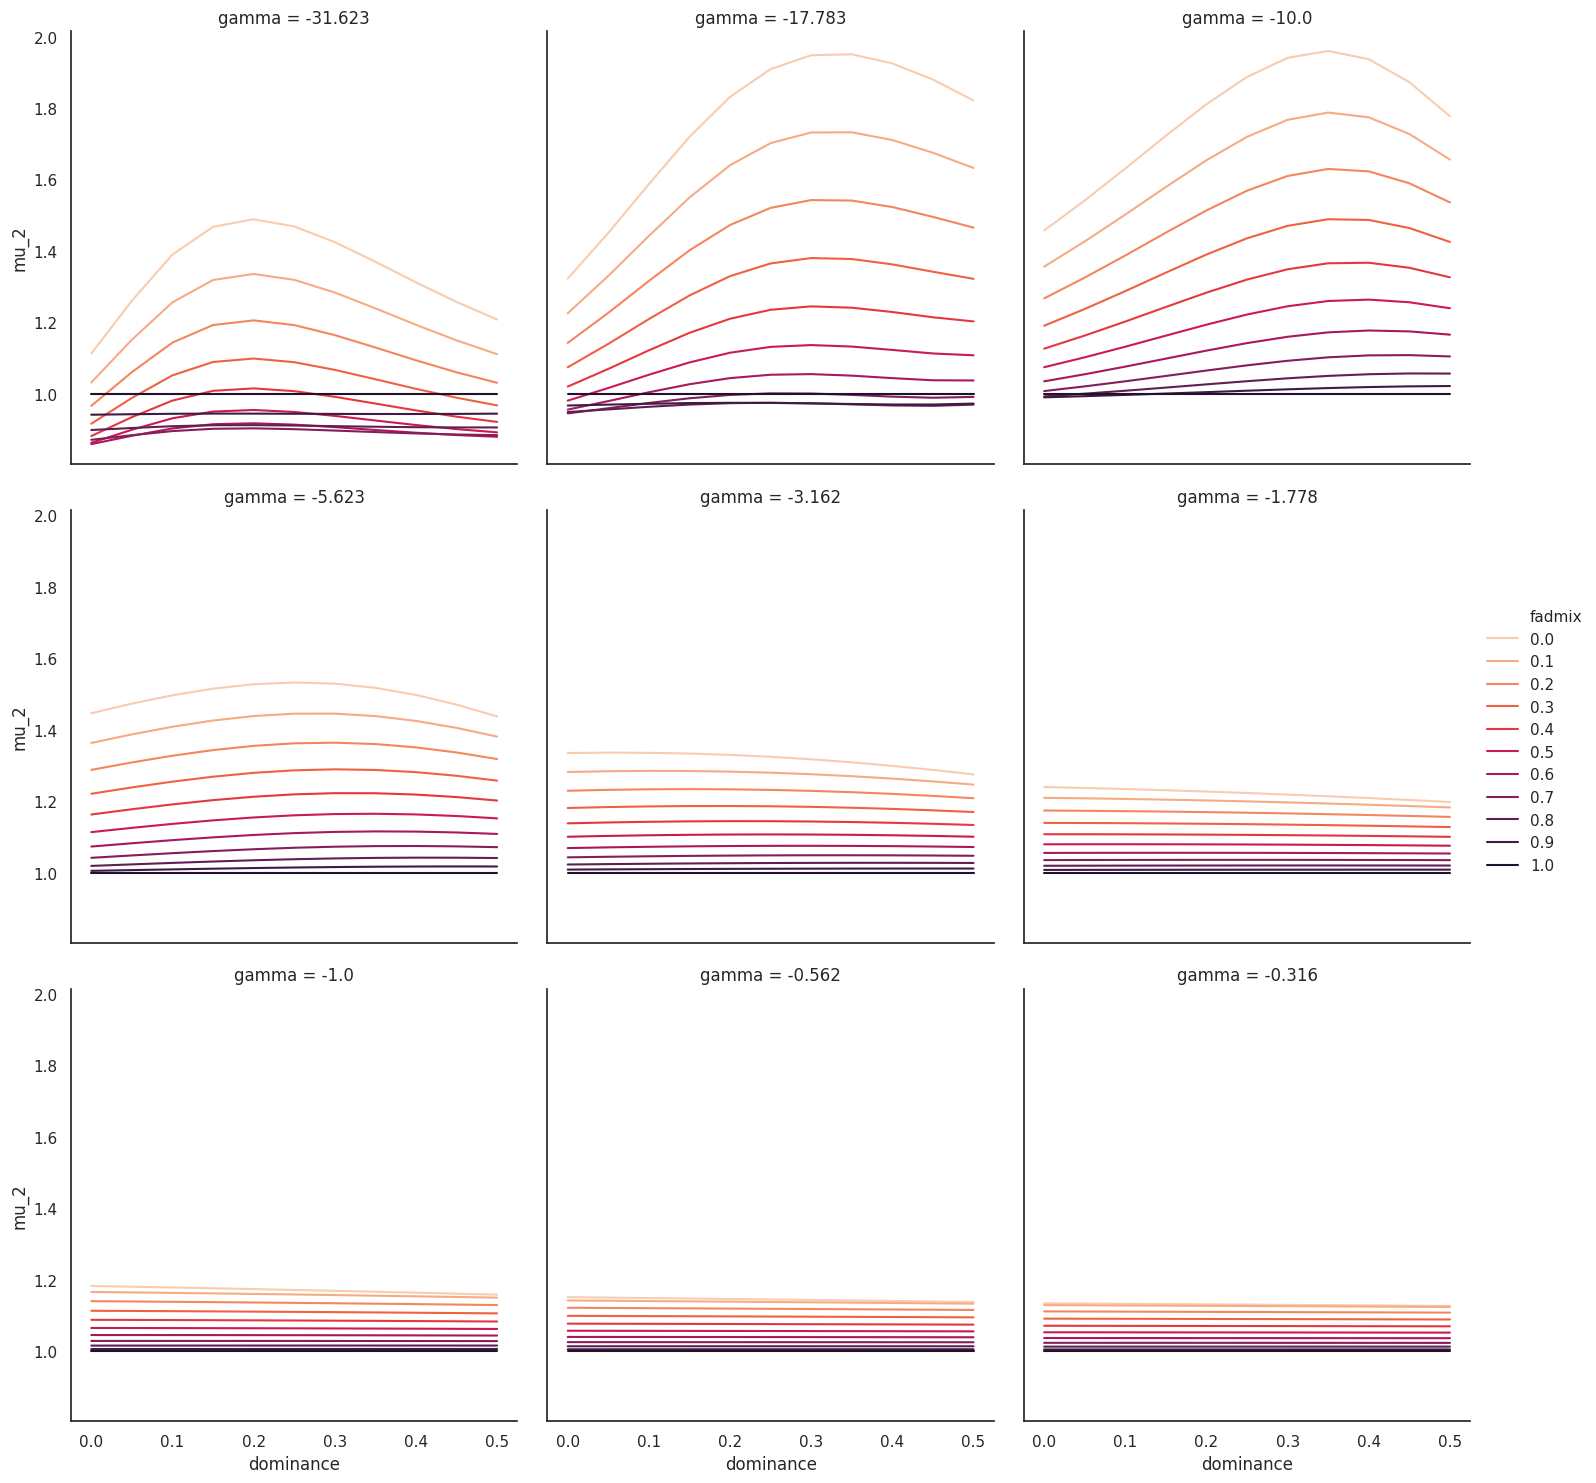 gamma = -31.623
gamma = -17.783
gamma = -10.0
2.0
1.8
1.6
1.4
1.2
1.0
mu_2
gamma = -5.623
gamma = -3.162
gamma = -1.778
2.0
1.8
1.6
1.4
1.2
1.0
mu_2
fadmix
0.0
0.1
0.2
0.3
0.4
0.5
0.6
0.7
0.8
0.9
1.0
gamma = -1.0
gamma = -0.562
gamma = -0.316
2.0
1.8
1.6
1.4
1.2
1.0
mu_2
0.0 0.1 0.2 0.3 0.4 0.5
dominance
0.0 0.1 0.2 0.3 0.4 0.5
dominance
0.0 0.1 0.2 0.3 0.4 0.5
dominance